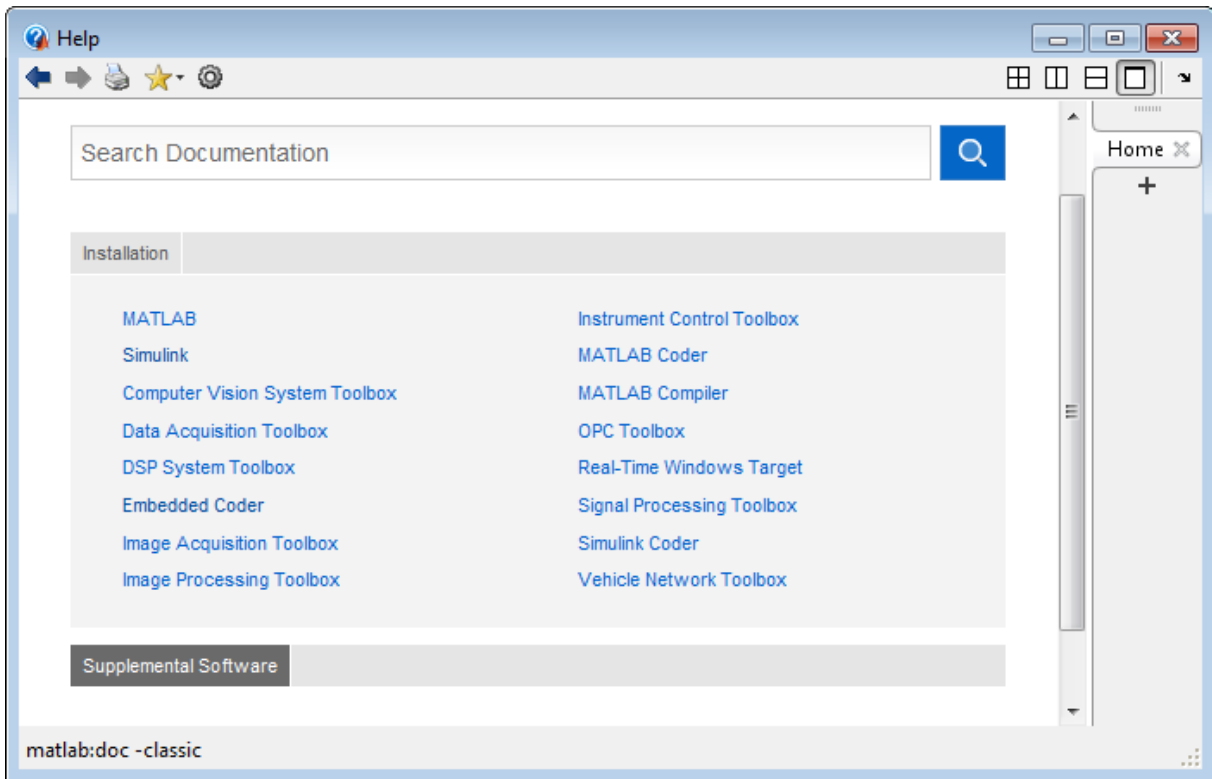 Help
Search Documentation
Home
Installation
MATLAB
Simulink
Computer Vision System Toolbox
Data Acquisition Toolbox
DSP System Toolbox
Embedded Coder
Image Acquisition Toolbox
Image Processing Toolbox
Instrument Control Toolbox
MATLAB Coder
MATLAB Compiler
OPC Toolbox
Real-Time Windows Target
Signal Processing Toolbox
Simulink Coder
Vehicle Network Toolbox
Supplemental Software
matlab:doc -classic